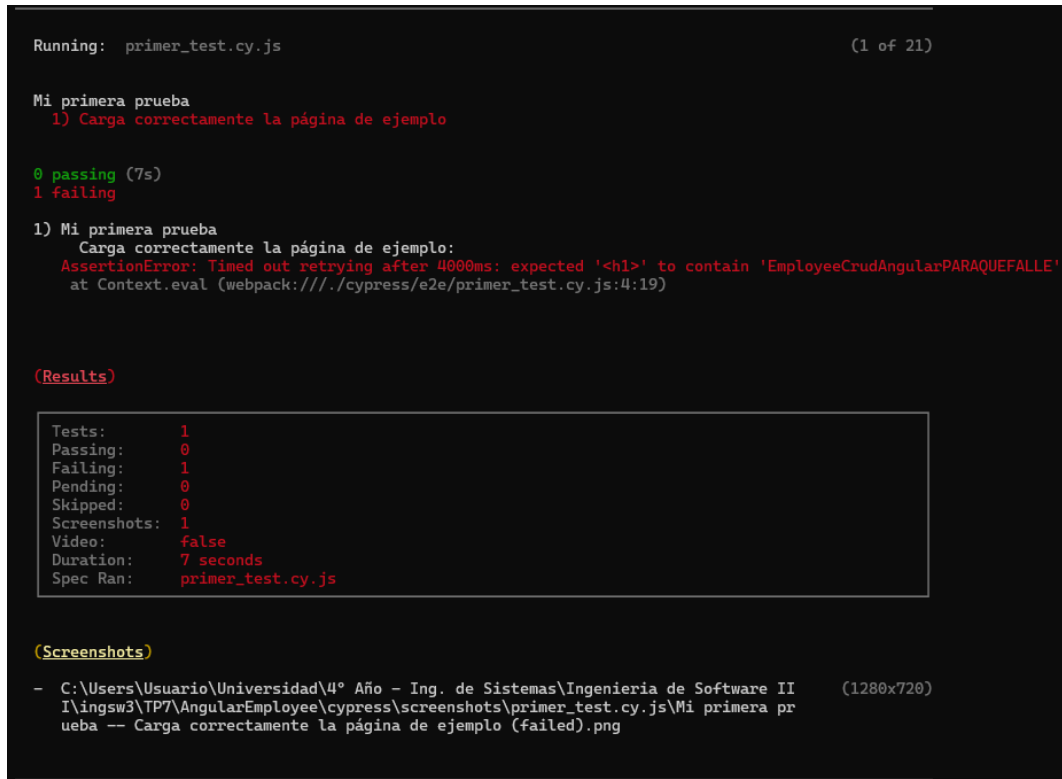 Running: primer_test.cy.js (1 of 21)
Mi primera prueba
1) Carga correctamente la página de ejemplo
0 passing (7s)
1 failing
1) Mi primera prueba
Carga correctamente la página de ejemplo:
AssertionError: Timed out retrying after 4000ms: expected '<h1>' to contain 'EmployeeCrudAngularPARAQUEFALLE'
at Context.eval (webpack:///./cypress/e2e/primer_test.cy.js:4:19)
(Results)
Tests: 1
Passing: 0
Failing: 1
Pending: 0
Skipped: 0
Screenshots: 1
Video: false
Duration: 7 seconds
Spec Ran: primer_test.cy.js
(Screenshots)
- C:\Users\Usuario\Universidad\4° Año - Ing. de Sistemas\Ingenieria de Software II (1280x720)
I\ingsw3\TP7\AngularEmployee\cypress\screenshots\primer_test.cy.js\Mi primera pr
ueba -- Carga correctamente la página de ejemplo (failed).png